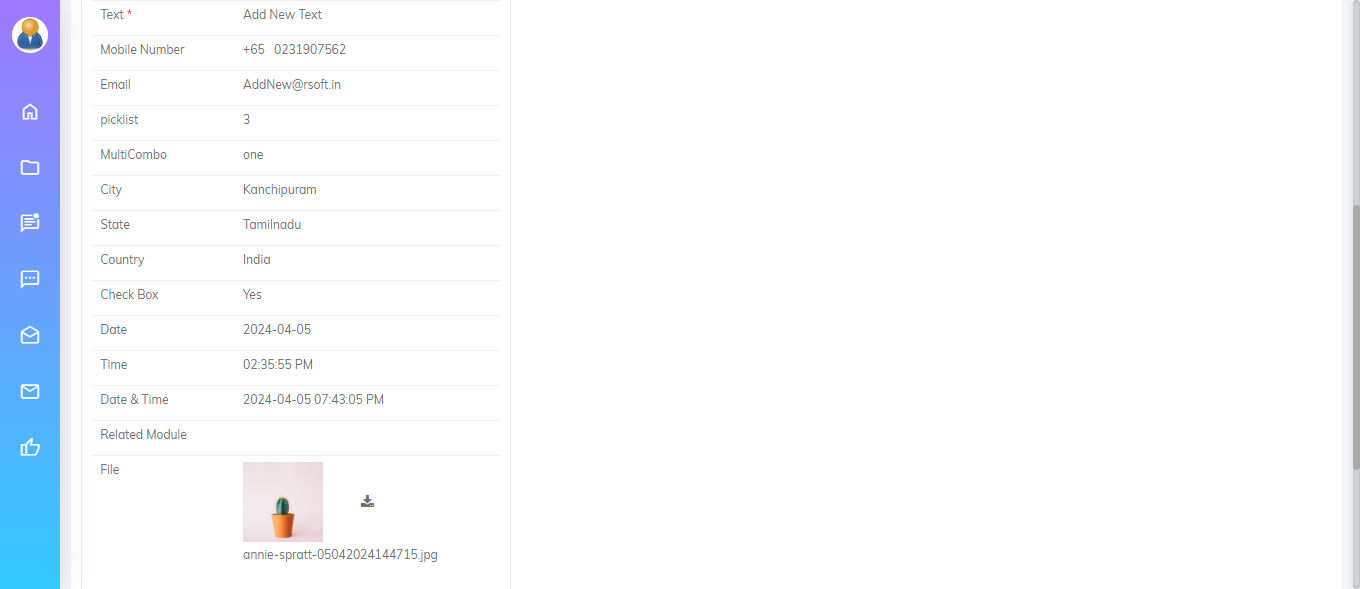 Text * Add New Text
Mobile Number +65 0231907562
Email AddNew@rsoft.in
picklist 3
MultiCombo one
City Kanchipuram
State Tamilnadu
Country India
Check Box Yes
Date 2024-04-05
Time 02:35:55 PM
Date & Time 2024-04-05 07:43:05 PM
Related Module
File
annie-spratt-05042024144715.jpg